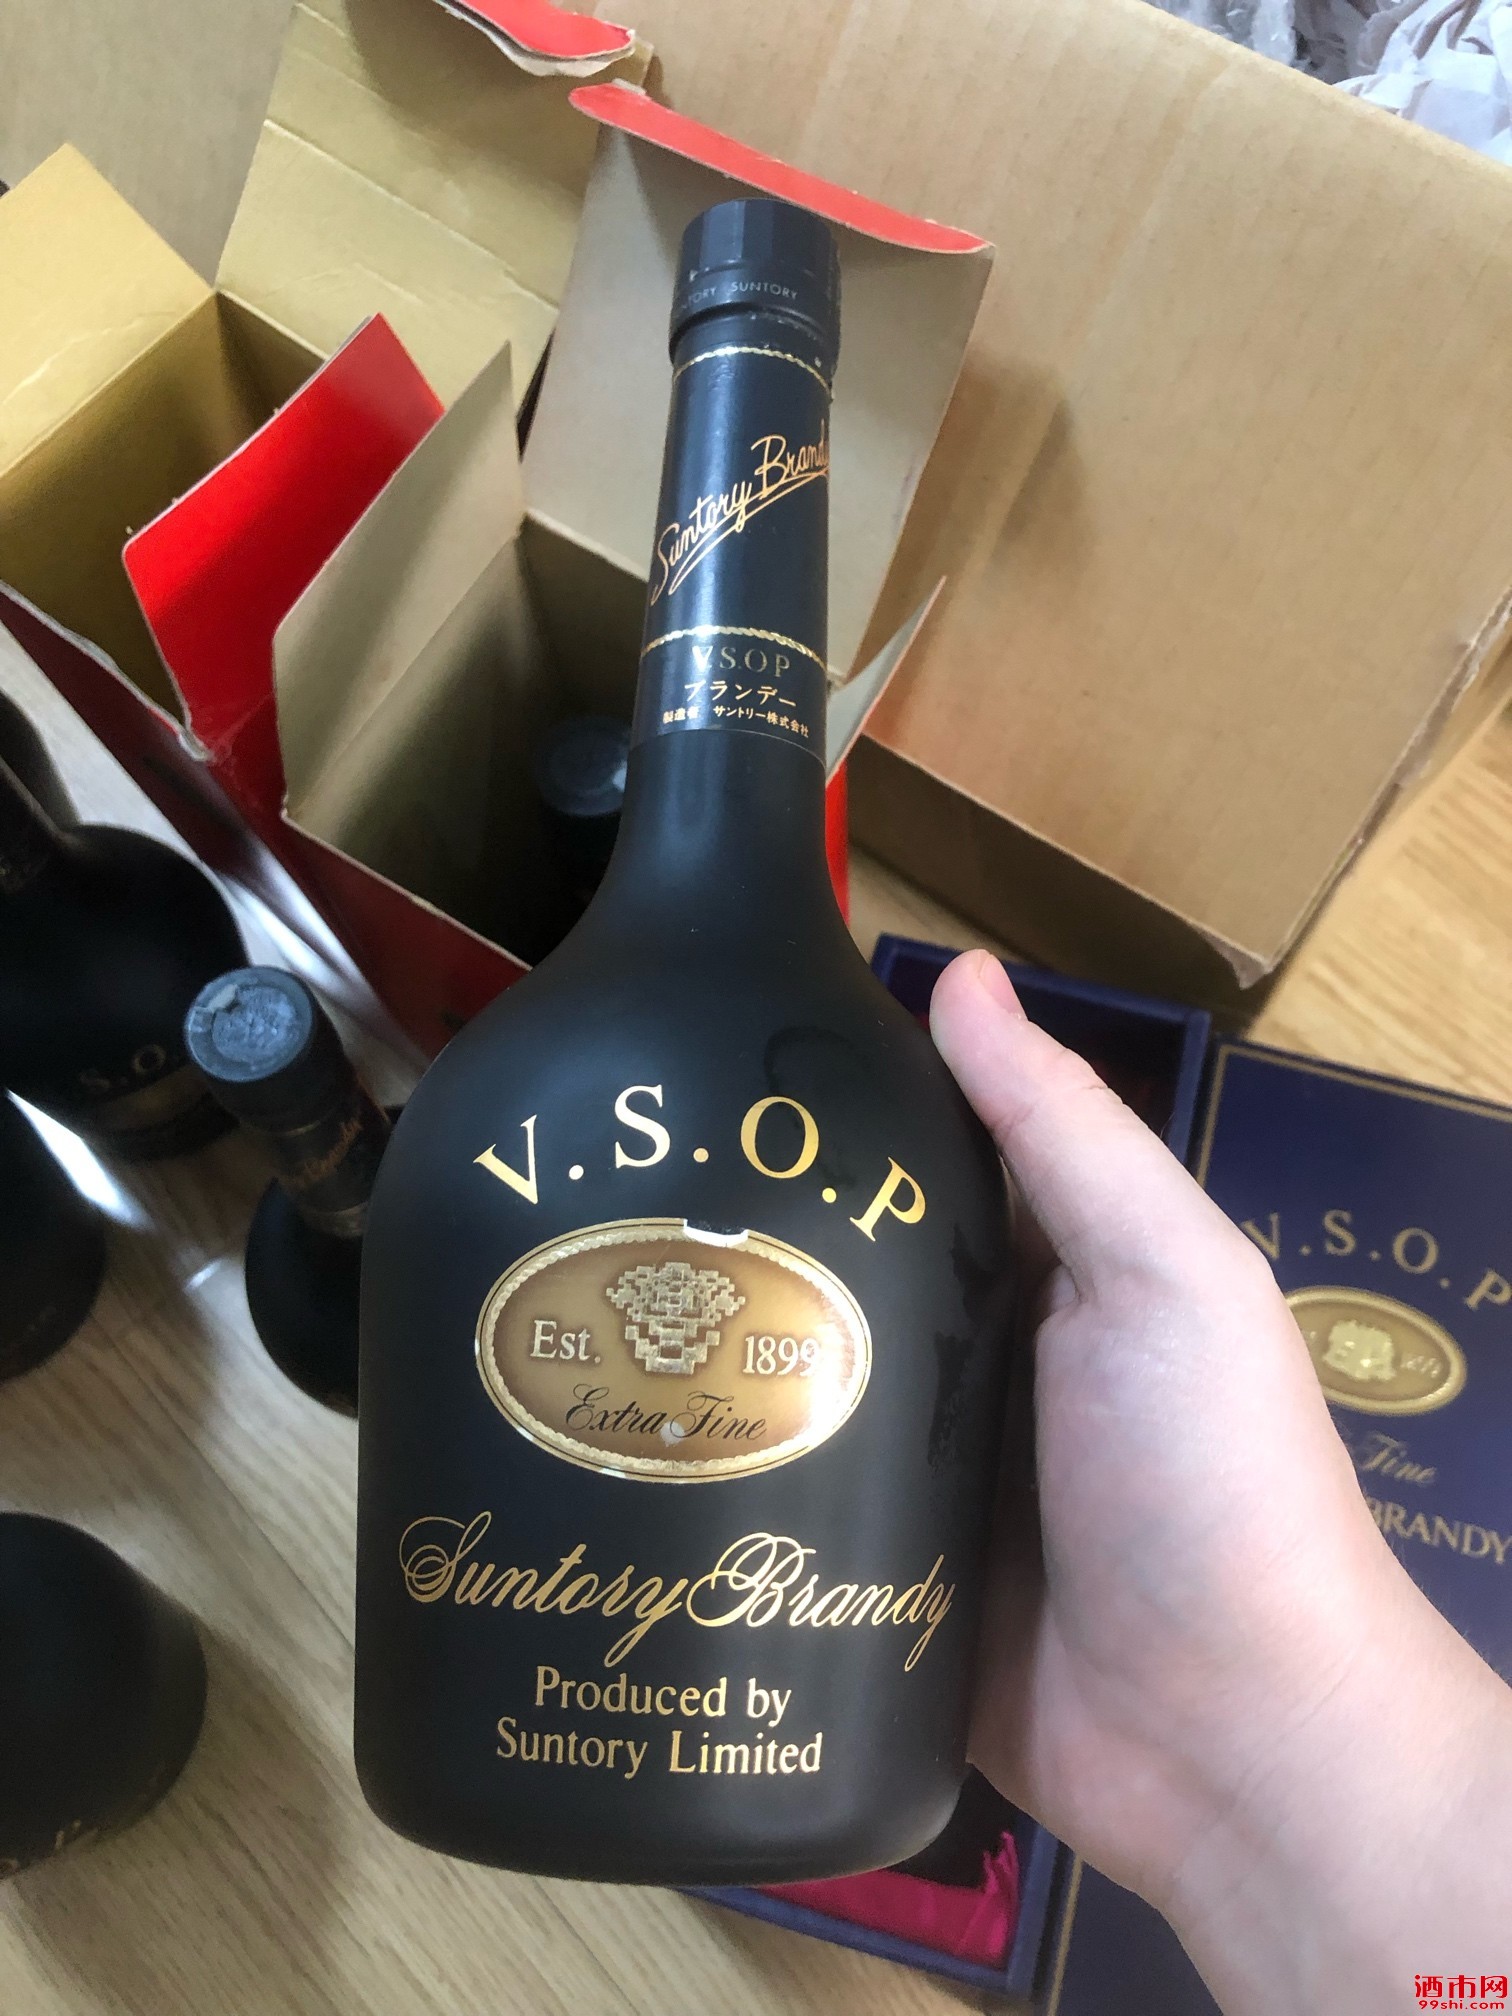 SUNTORY
Suntory Brandy
V.S.O.P
ブランデー
製造者 サントリー株式会社
V.S.O.P
Est. 1899
Extra Fine
Suntory Brandy
Produced by
Suntory Limited
V.S.O.P
Fine
BRANDY
S.O.
酒市网
99shi.com